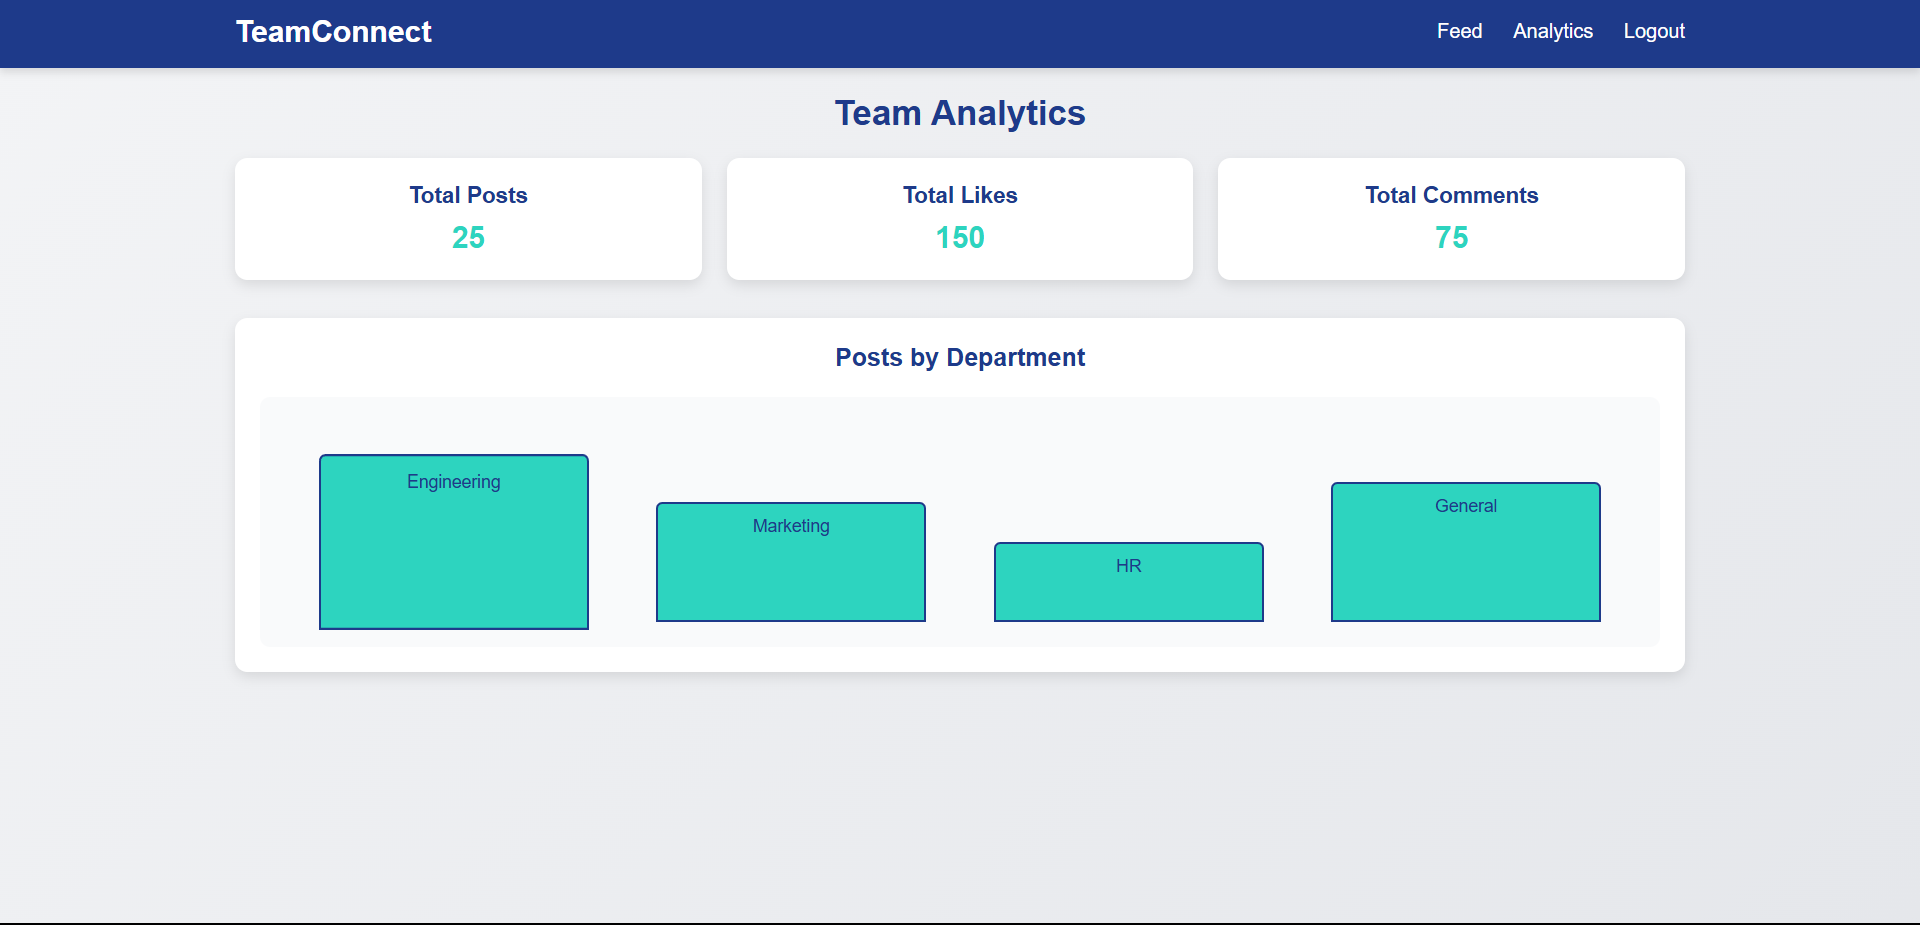 TeamConnect
Feed Analytics Logout
Team Analytics
Total Posts
25
Total Likes
150
Total Comments
75
Posts by Department
Engineering
Marketing
HR
General